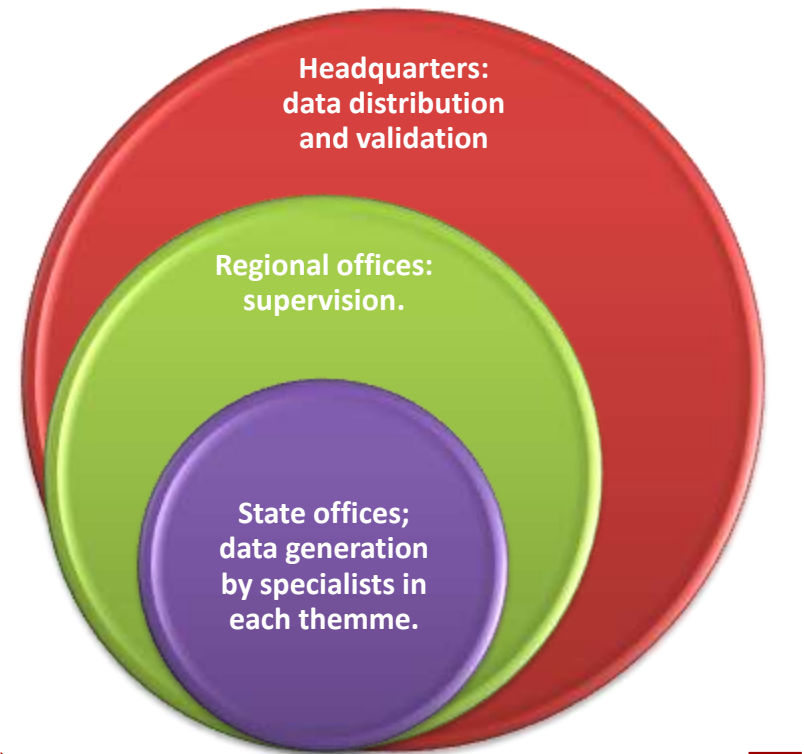 Headquarters:
data distribution
and validation
Regional offices:
supervision.
State offices;
data generation
by specialists in
each themme.